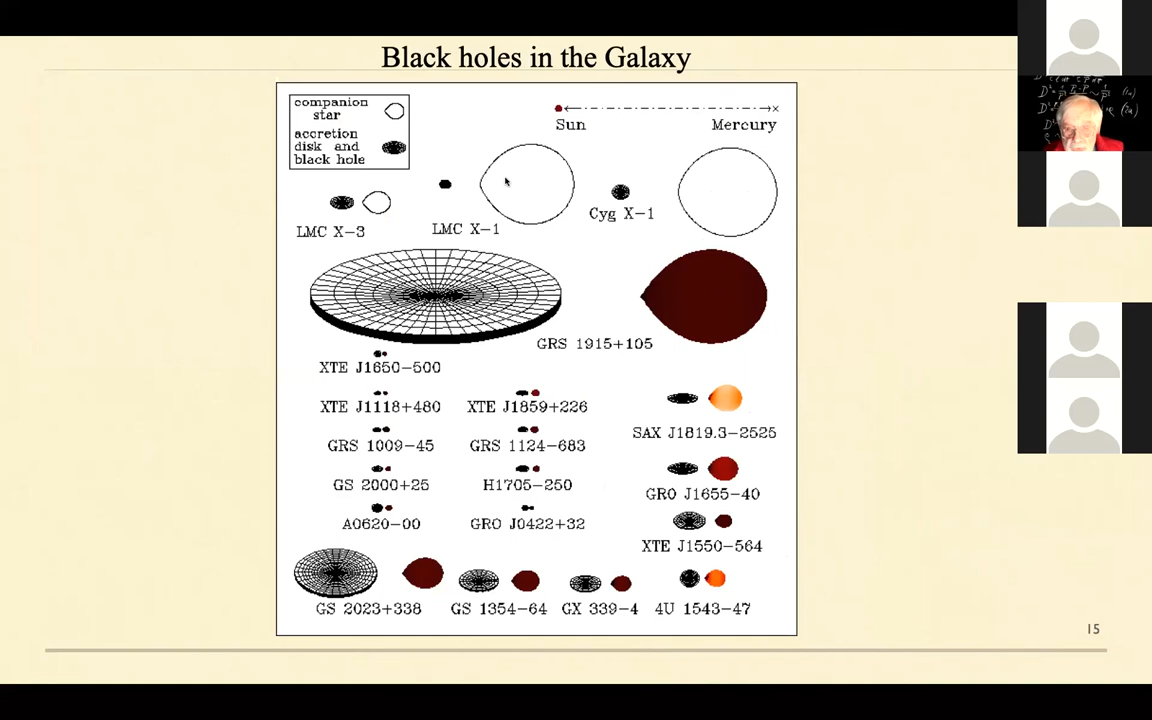 Black holes in the Galaxy
companion
star
accretion
disk and
black hole
Sun
Mercury
LMC X-3
LMC X-1
Cyg X-1
GRS 1915+105
XTE J1650-500
XTE J1118+480
XTE J1859+226
SAX J1819.3-2525
GRS 1009-45
GRS 1124-683
GS 2000+25
H1705-250
GRO J1655-40
A0620-00
GRO J0422+32
XTE J1550-564
GS 2023+338
GS 1354-64
GX 339-4
4U 1543-47
15